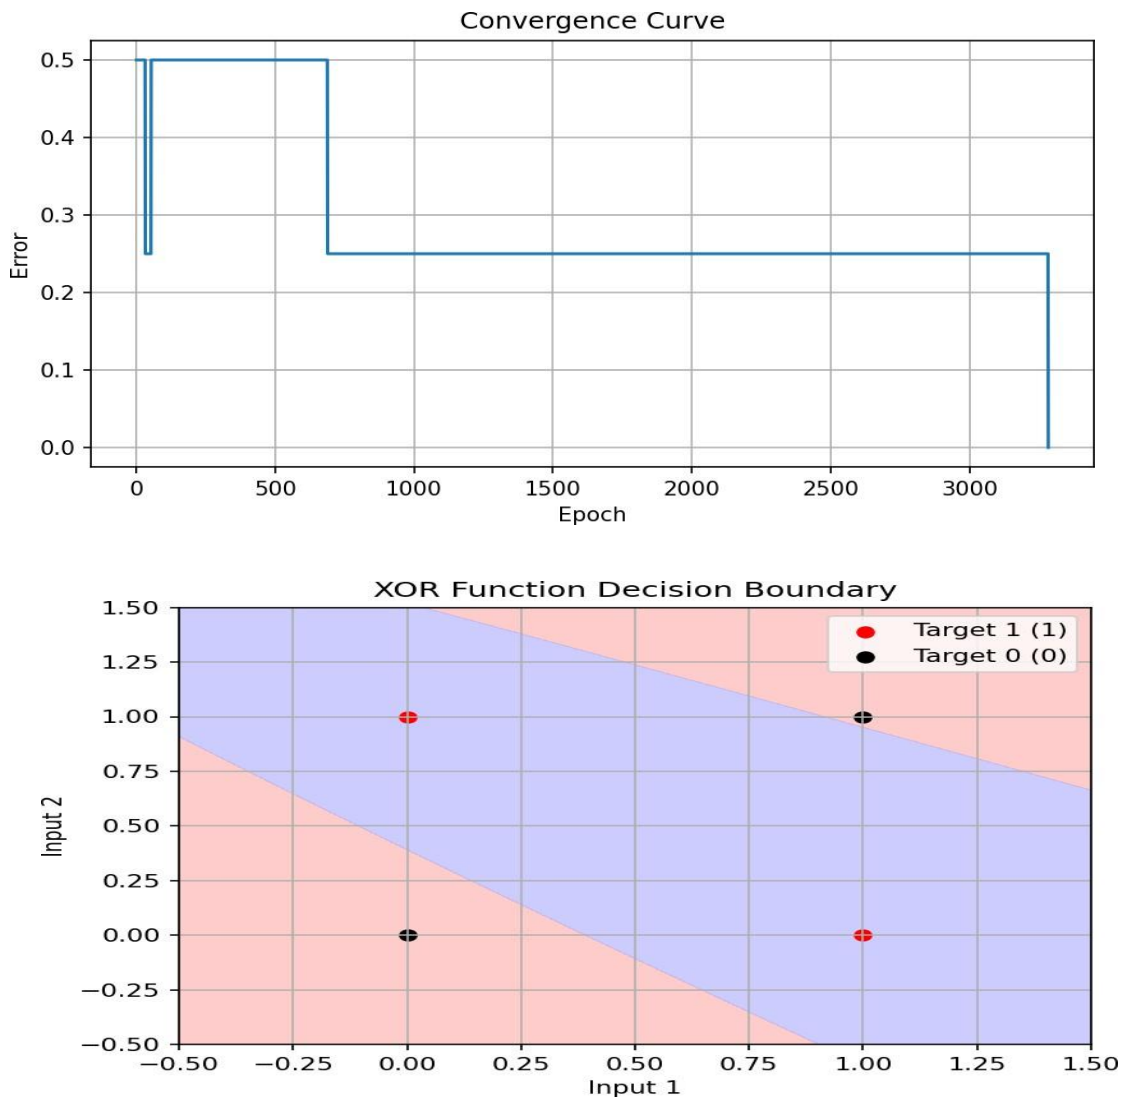 Convergence Curve
0.5
0.4
0.3
0.2
0.1
0.0
Error
0 500 1000 1500 2000 2500 3000
Epoch
XOR Function Decision Boundary
1.50
1.25
1.00
0.75
0.50
0.25
0.00
−0.25
−0.50
Input 2
Target 1 (1)
Target 0 (0)
−0.50 −0.25 0.00 0.25 0.50 0.75 1.00 1.25 1.50
Input 1